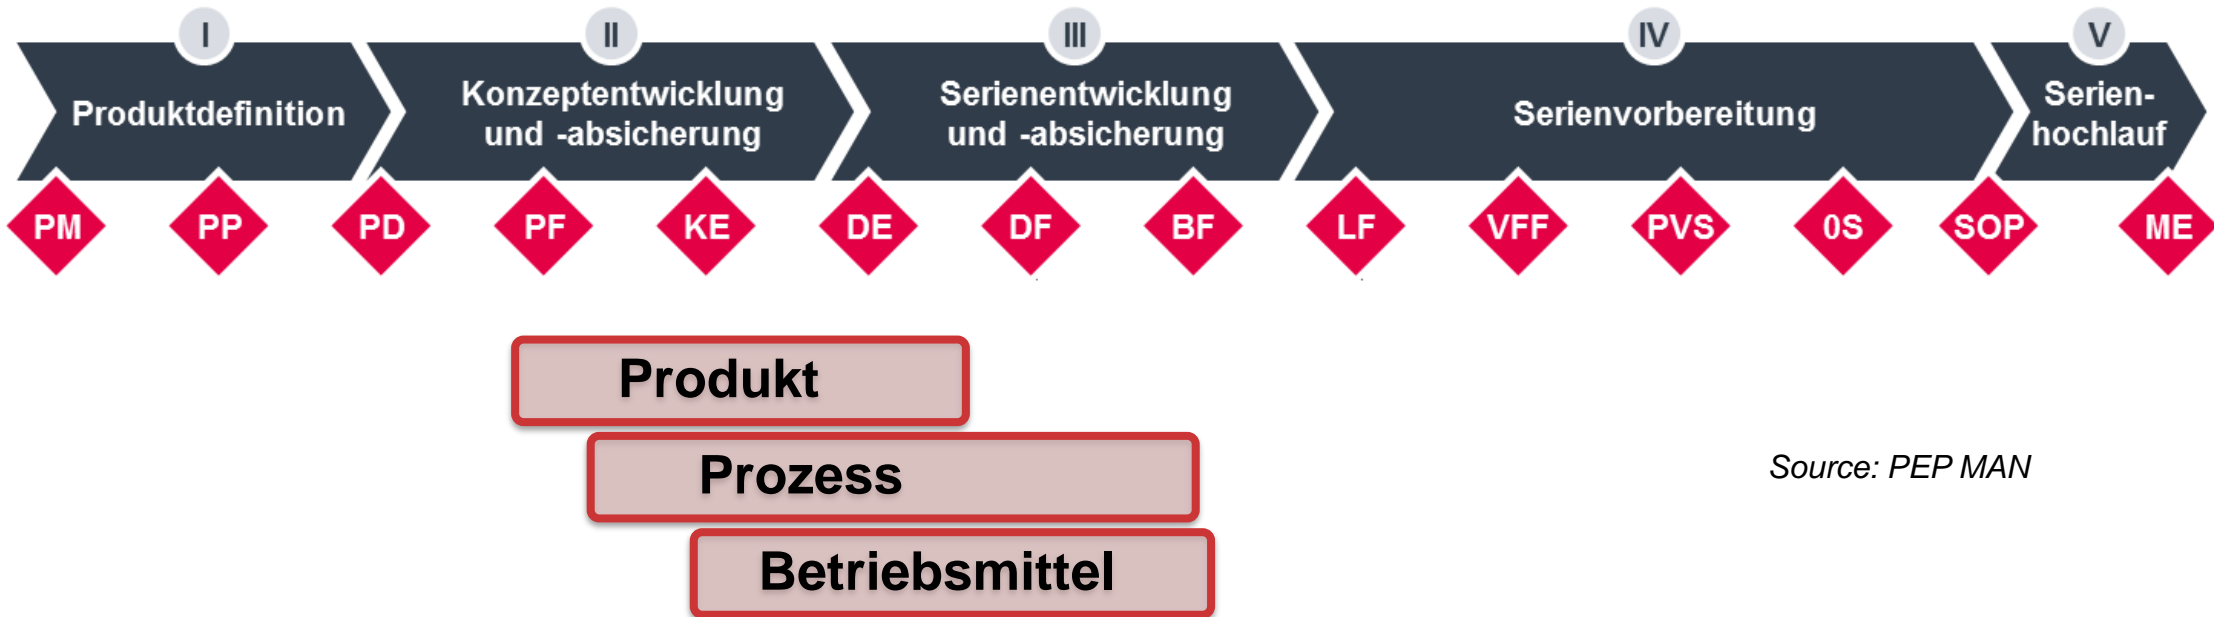 I
II
III
IV
V
Produktdefinition
Konzeptentwicklung
und -absicherung
Serienentwicklung
und -absicherung
Serienvorbereitung
Serien-
hochlauf
PM
PP
PD
PF
KE
DE
DF
BF
LF
VFF
PVS
0S
SOP
ME
Produkt
Prozess
Source: PEP MAN
Betriebsmittel